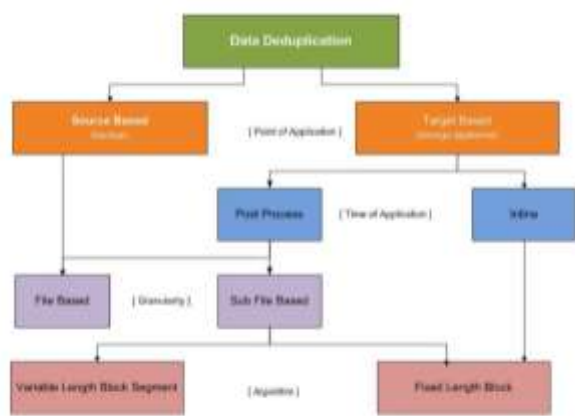 Data Deduplication
Source Based
Target Based
[ Point of Application ]
Post Process
[ Time of Application ]
Inline
File Based
[ Granularity ]
Sub File Based
Variable Length Block Segment
[ Algorithm ]
Fixed Length Block